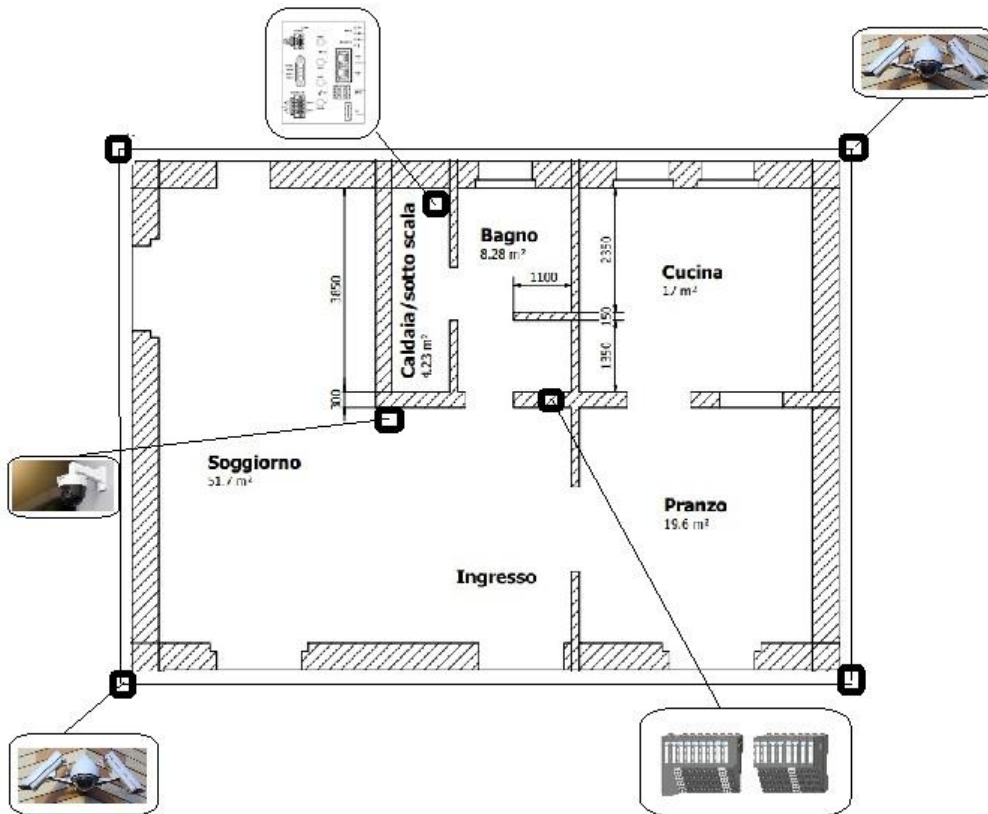 Bagno
8.28 m²
Caldaia/sotto scala
4.23 m²
3850
300
1100
2350
150
1350
Cucina
17 m²
Soggiorno
51.7 m²
Pranzo
19.6 m²
Ingresso